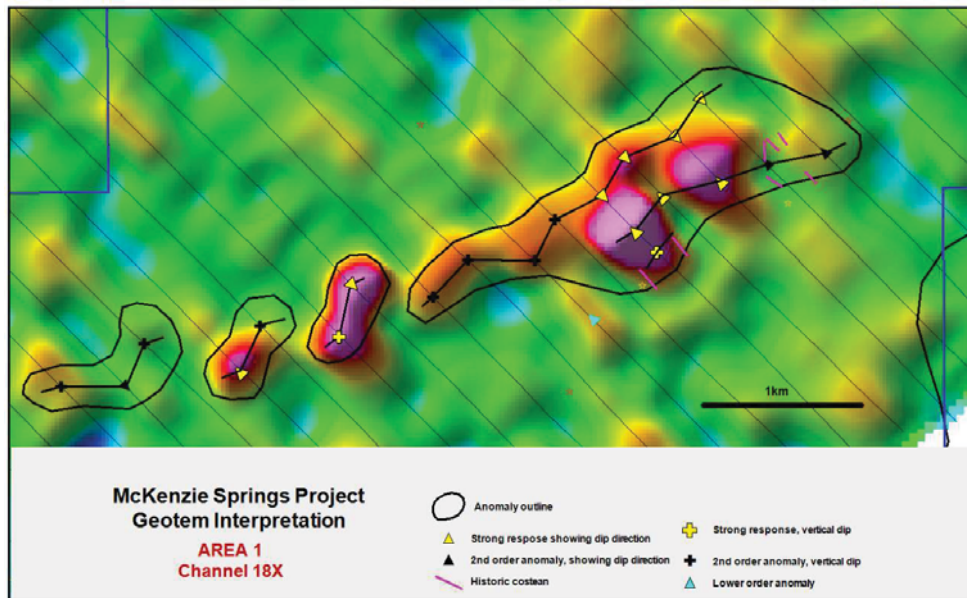 1km
McKenzie Springs Project
Geotem Interpretation
AREA 1
Channel 18X
Anomaly outline
Strong respose showing dip direction
2nd order anomaly, showing dip direction
Historic costean
Strong response, vertical dip
2nd order anomaly, vertical dip
Lower order anomaly